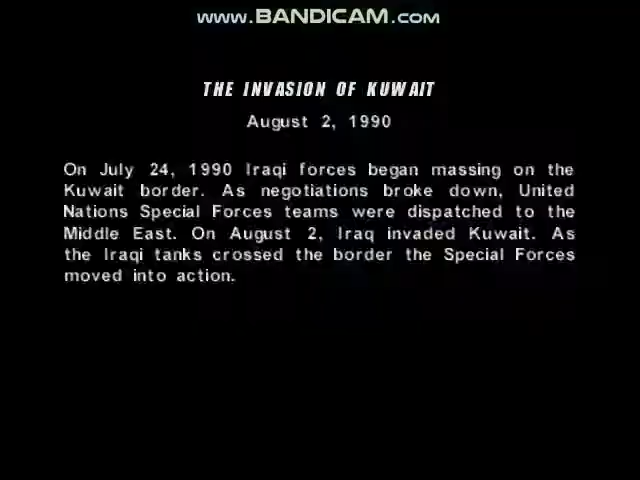 www.BANDICAM.com
THE INVASION OF KUWAIT
August 2, 1990
On July 24, 1990 Iraqi forces began massing on the
Kuwait border. As negotiations broke down, United
Nations Special Forces teams were dispatched to the
Middle East. On August 2, Iraq invaded Kuwait. As
the Iraqi tanks crossed the border the Special Forces
moved into action.